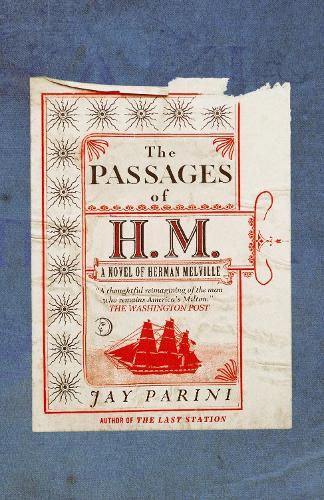 The
PASSAGES
of
H.M.
A NOVEL OF HERMAN MELVILLE
"A thoughtful reimagining of the man
who remains America's Milton."
THE WASHINGTON POST
JAY PARINI
AUTHOR OF THE LAST STATION